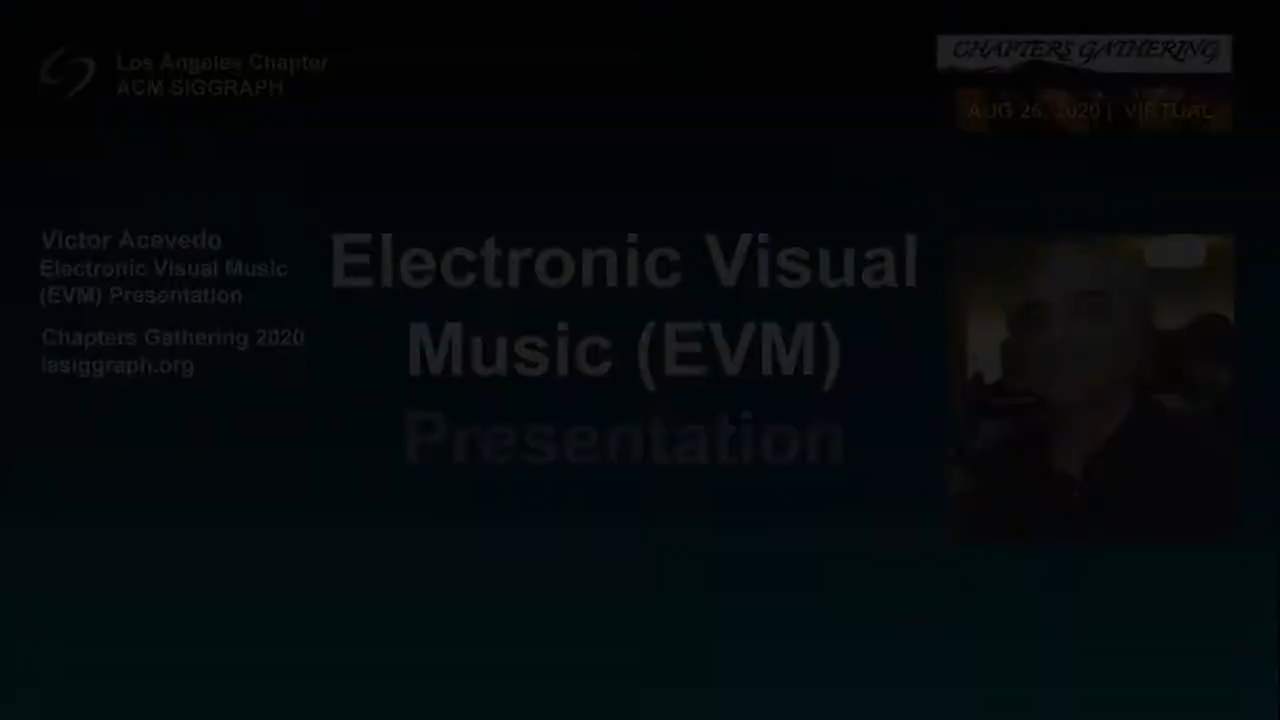 Los Angeles Chapter
ACM SIGGRAPH
CHAPTERS GATHERING
AUG 26, 2020 | VIRTUAL
Victor Acevedo
Electronic Visual Music
(EVM) Presentation
Chapters Gathering 2020
lasiggraph.org
Electronic Visual
Music (EVM)
Presentation